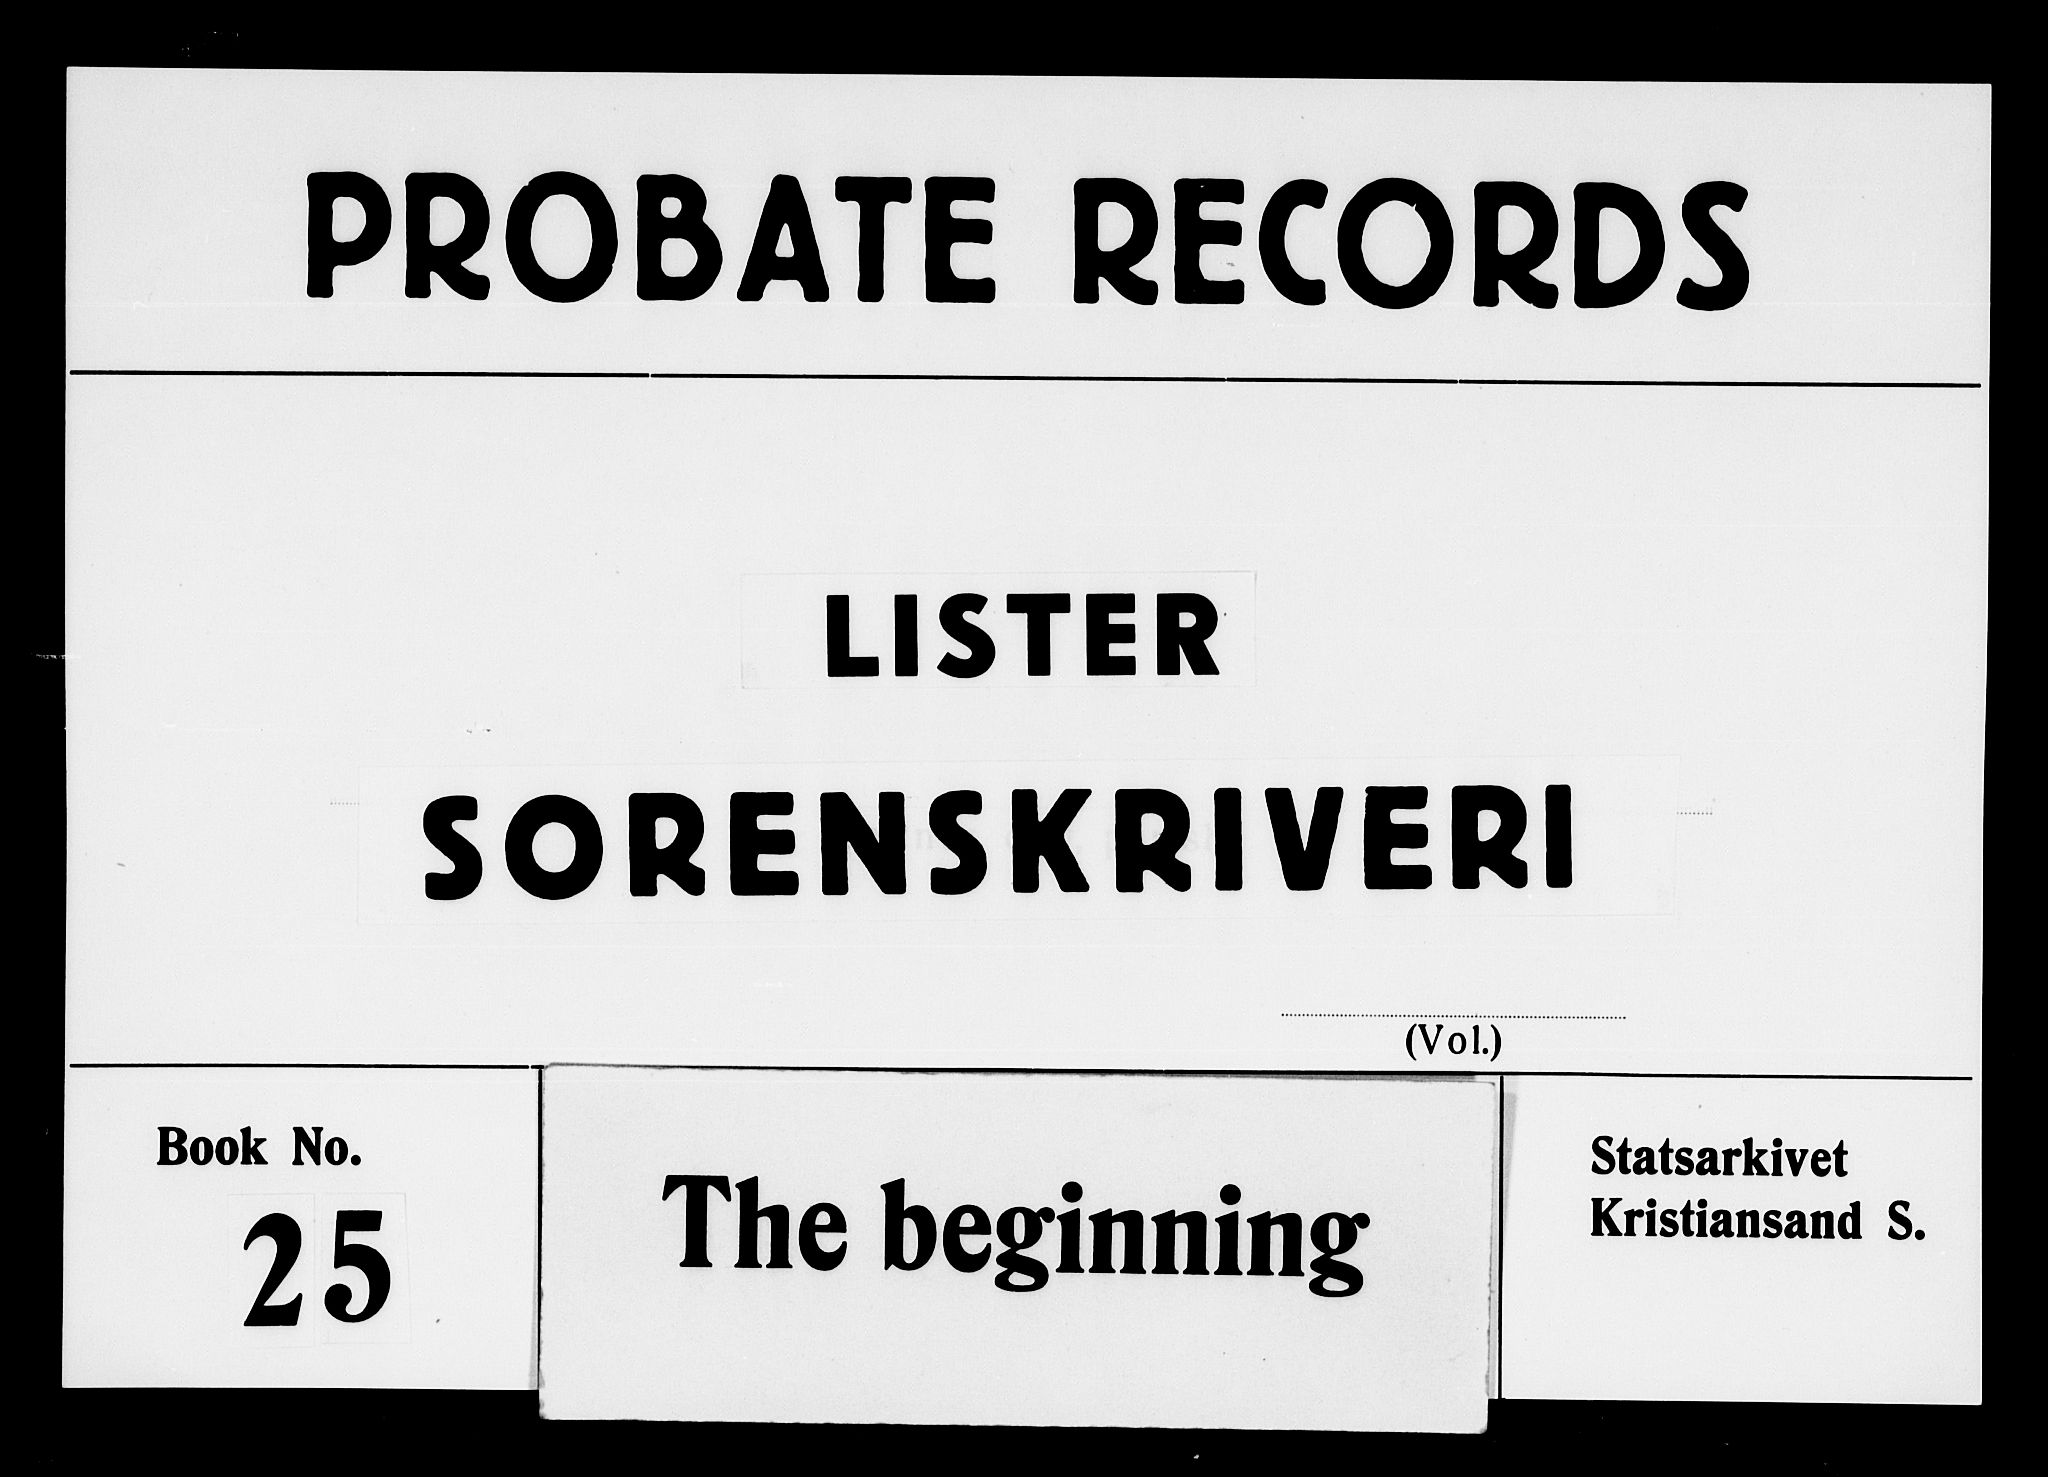 PROBATE RECORDS
LISTER
SORENSKRIVERI
(Vol.)
Book No.
25
The beginning
Statsarkivet
Kristiansand S.